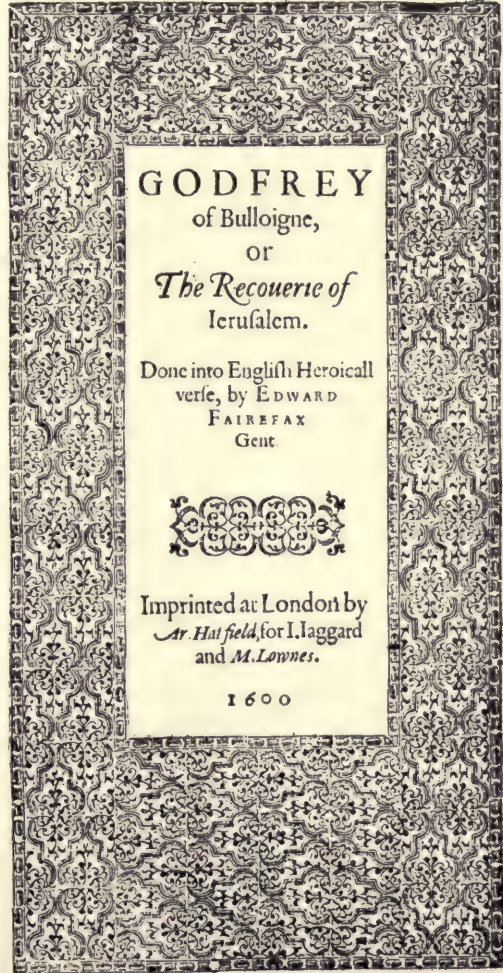 GODFREY
of Bulloigne,
or
The Recouerie of
Ieruſalem.
Done into Engliſh Heroicall
verſe, by EDWARD
FAIREFAX
Gent.
Imprinted at London by
Ar. Hatfield, for I. Iaggard
and M. Lownes.
1600